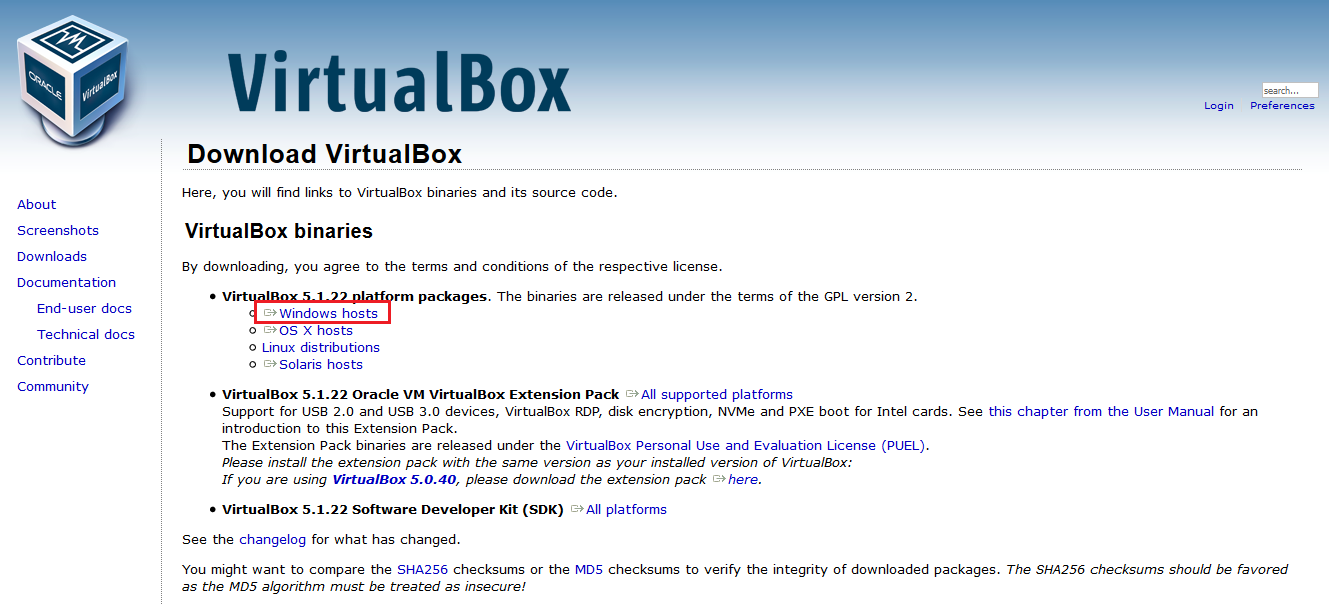 ORACLE
VirtualBox
VirtualBox
search...
Login Preferences
Download VirtualBox
Here, you will find links to VirtualBox binaries and its source code.
About
Screenshots
Downloads
Documentation
End-user docs
Technical docs
Contribute
Community
VirtualBox binaries
By downloading, you agree to the terms and conditions of the respective license.
• VirtualBox 5.1.22 platform packages. The binaries are released under the terms of the GPL version 2.
Windows hosts
OS X hosts
Linux distributions
Solaris hosts
• VirtualBox 5.1.22 Oracle VM VirtualBox Extension Pack All supported platforms
Support for USB 2.0 and USB 3.0 devices, VirtualBox RDP, disk encryption, NVMe and PXE boot for Intel cards. See this chapter from the User Manual for an
introduction to this Extension Pack.
The Extension Pack binaries are released under the VirtualBox Personal Use and Evaluation License (PUEL).
Please install the extension pack with the same version as your installed version of VirtualBox:
If you are using VirtualBox 5.0.40, please download the extension pack here.
• VirtualBox 5.1.22 Software Developer Kit (SDK) All platforms
See the changelog for what has changed.
You might want to compare the SHA256 checksums or the MD5 checksums to verify the integrity of downloaded packages. The SHA256 checksums should be favored
as the MD5 algorithm must be treated as insecure!